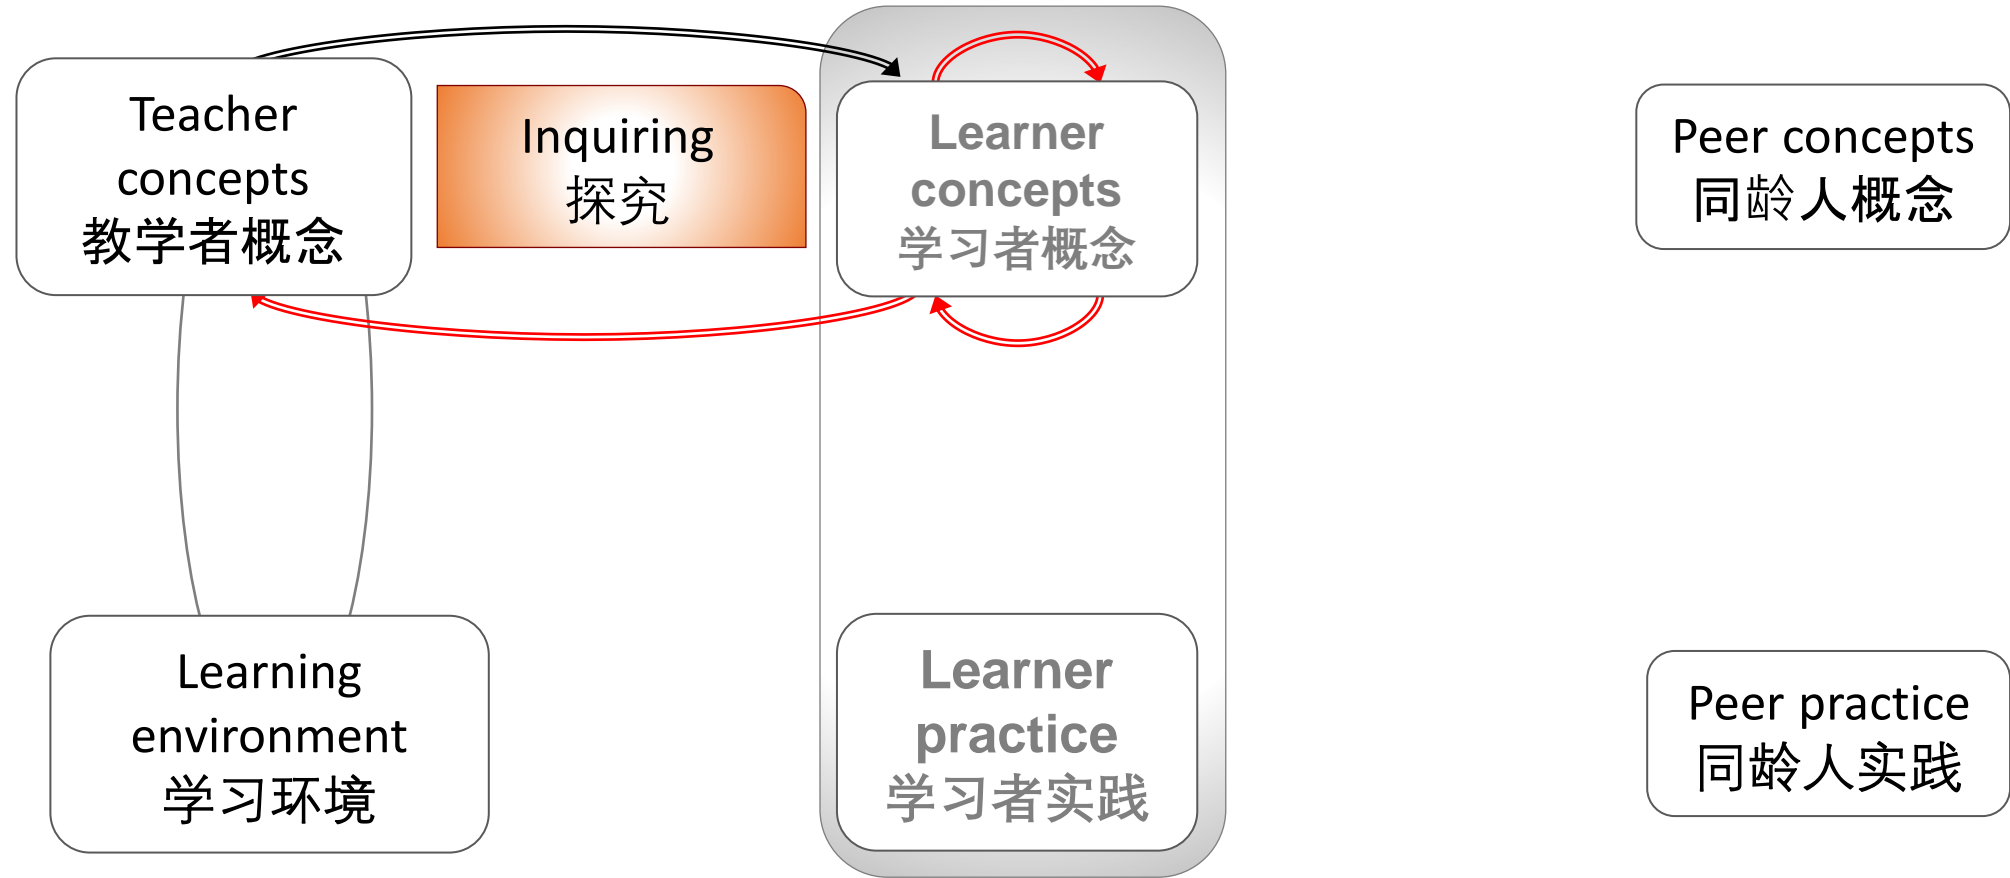 Teacher
concepts
教学者概念
Inquiring
探究
Learner
concepts
学习者概念
Peer concepts
同龄人概念
Learning
environment
学习环境
Learner
practice
学习者实践
Peer practice
同龄人实践